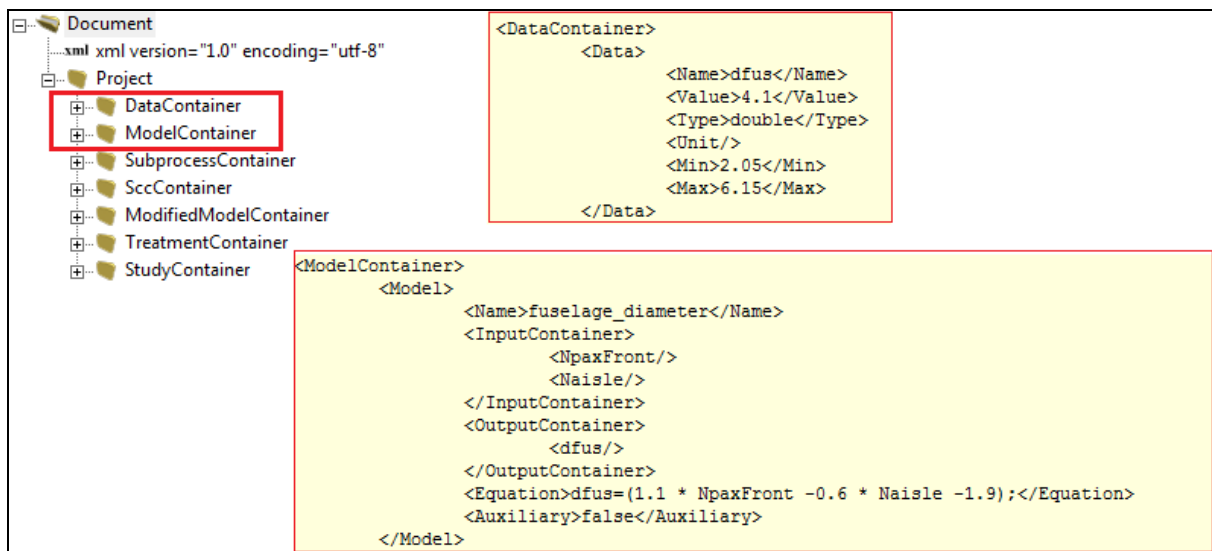 Document
xml xml version="1.0" encoding="utf-8"
Project
DataContainer
ModelContainer
SubprocessContainer
SccContainer
ModifiedModelContainer
TreatmentContainer
StudyContainer
<DataContainer>
<Data>
<Name>dfus</Name>
<Value>4.1</Value>
<Type>double</Type>
<Unit/>
<Min>2.05</Min>
<Max>6.15</Max>
</Data>
<ModelContainer>
<Model>
<Name>fuselage_diameter</Name>
<InputContainer>
<NpaxFront/>
<Naisle/>
</InputContainer>
<OutputContainer>
<dfus/>
</OutputContainer>
<Equation>dfus=(1.1 * NpaxFront -0.6 * Naisle -1.9);</Equation>
<Auxiliary>false</Auxiliary>
</Model>